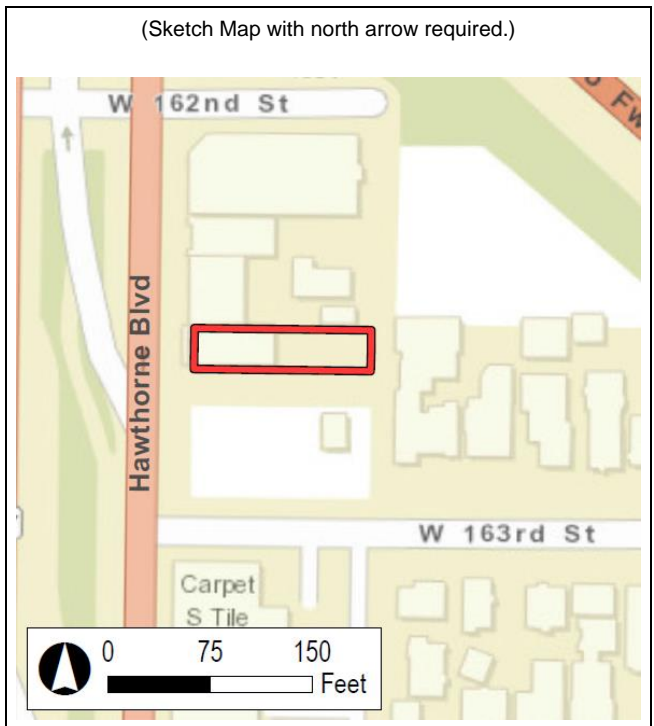 (Sketch Map with north arrow required.)
W 162nd St
Hawthorne Blvd
W 163rd St
Carpet
S Tile
0 75 150
Feet